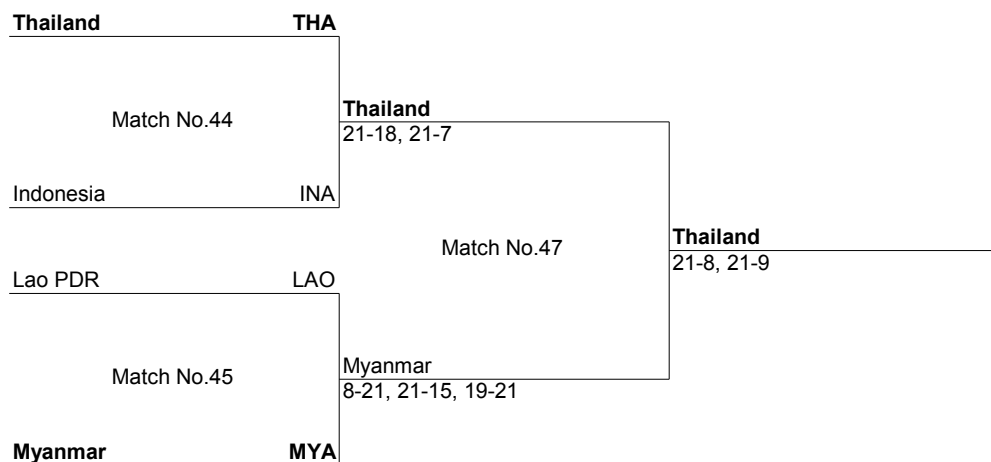 Thailand THA
Match No.44
Thailand
21-18, 21-7
Indonesia INA
Match No.47
Thailand
21-8, 21-9
Lao PDR LAO
Match No.45
Myanmar
8-21, 21-15, 19-21
Myanmar MYA